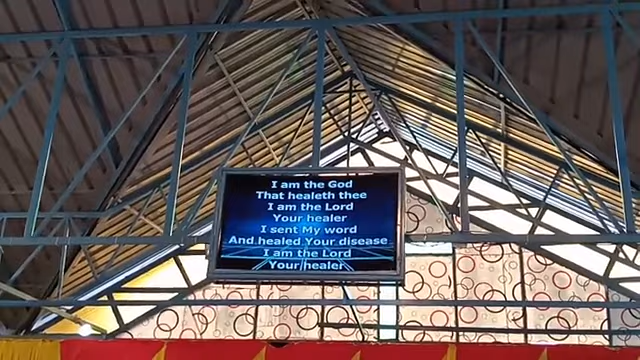 I am the God
That healeth thee
I am the Lord
Your healer
I sent My word
And healed Your disease
I am the Lord
Your healer